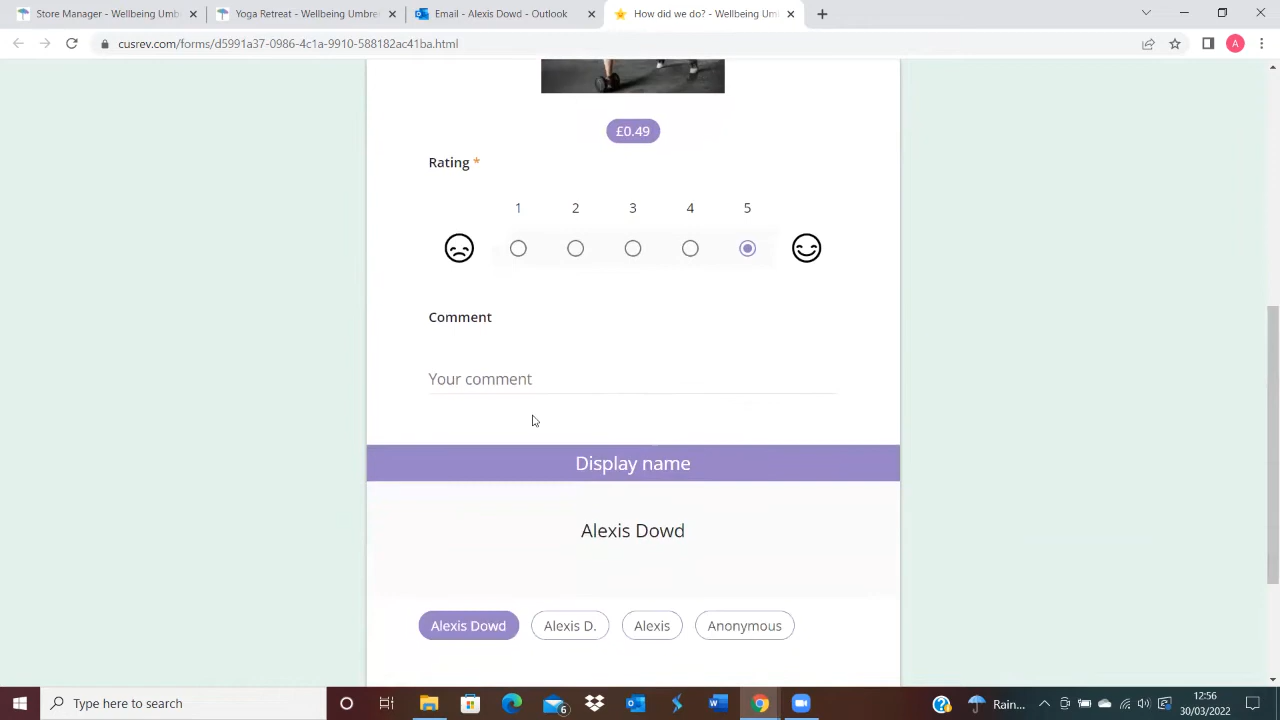 Store Manager - Wellbeing Umb
Yoga Retreat - Wellbeing Umbre
Email - Alexis Dowd - Outlook
How did we do? - Wellbeing Um
cusrev.com/forms/d5991a37-0986-4c1a-9910-588182ac41ba.html
A
£0.49
Rating *
1 2 3 4 5
Comment
Your comment
Display name
Alexis Dowd
Alexis Dowd
Alexis D.
Alexis
Anonymous
Type here to search
6
Rain...
12:56
30/03/2022